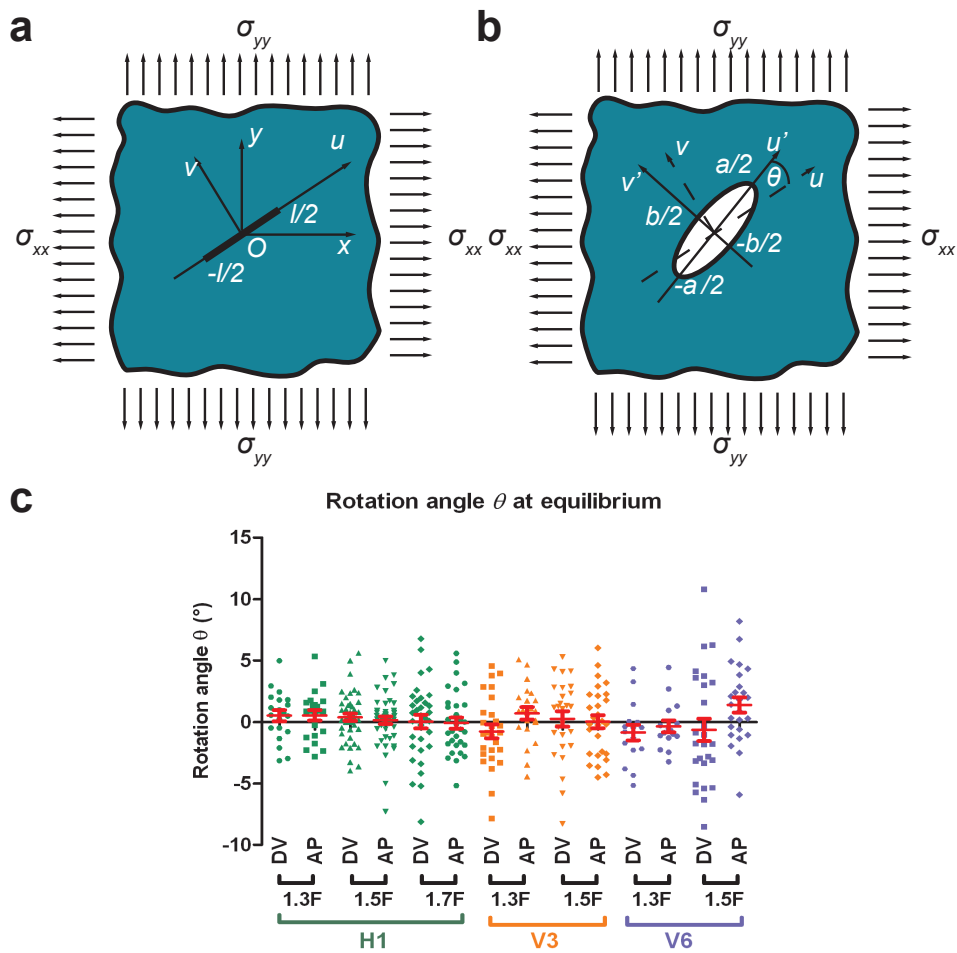 a
σyy
σxx
σxx
y
v
u
l/2
O
x
-l/2
σyy
b
σyy
σxx
σxx
v
u’
a/2
v’
θ
u
b/2
-b/2
-a/2
σyy
c
Rotation angle θ at equilibrium
Rotation angle θ (°)
15
10
5
0
-5
-10
DV AP DV AP DV AP DV AP DV AP DV AP DV AP
1.3F 1.5F 1.7F 1.3F 1.5F 1.3F 1.5F
H1 V3 V6